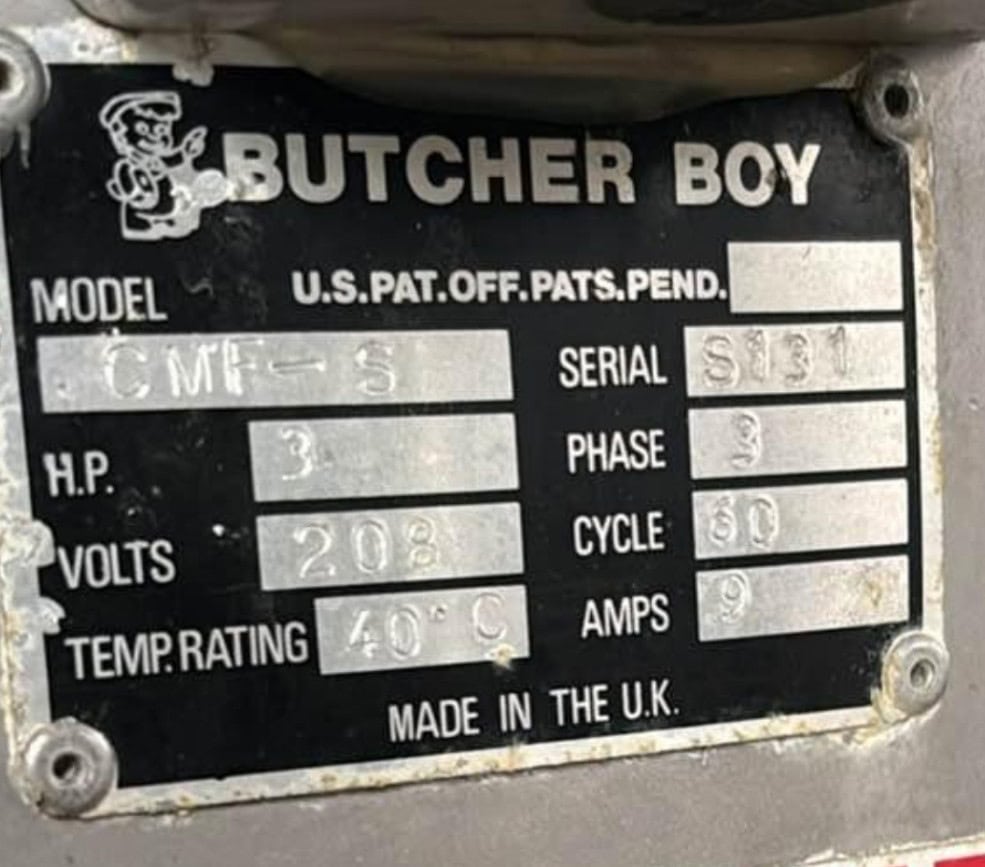 BUTCHER BOY
MODEL U.S.PAT.OFF.PATS.PEND.
CMF-S SERIAL S131
H.P. 3 PHASE 3
VOLTS 208 CYCLE 60
TEMP.RATING 40°C AMPS 9
MADE IN THE U.K.